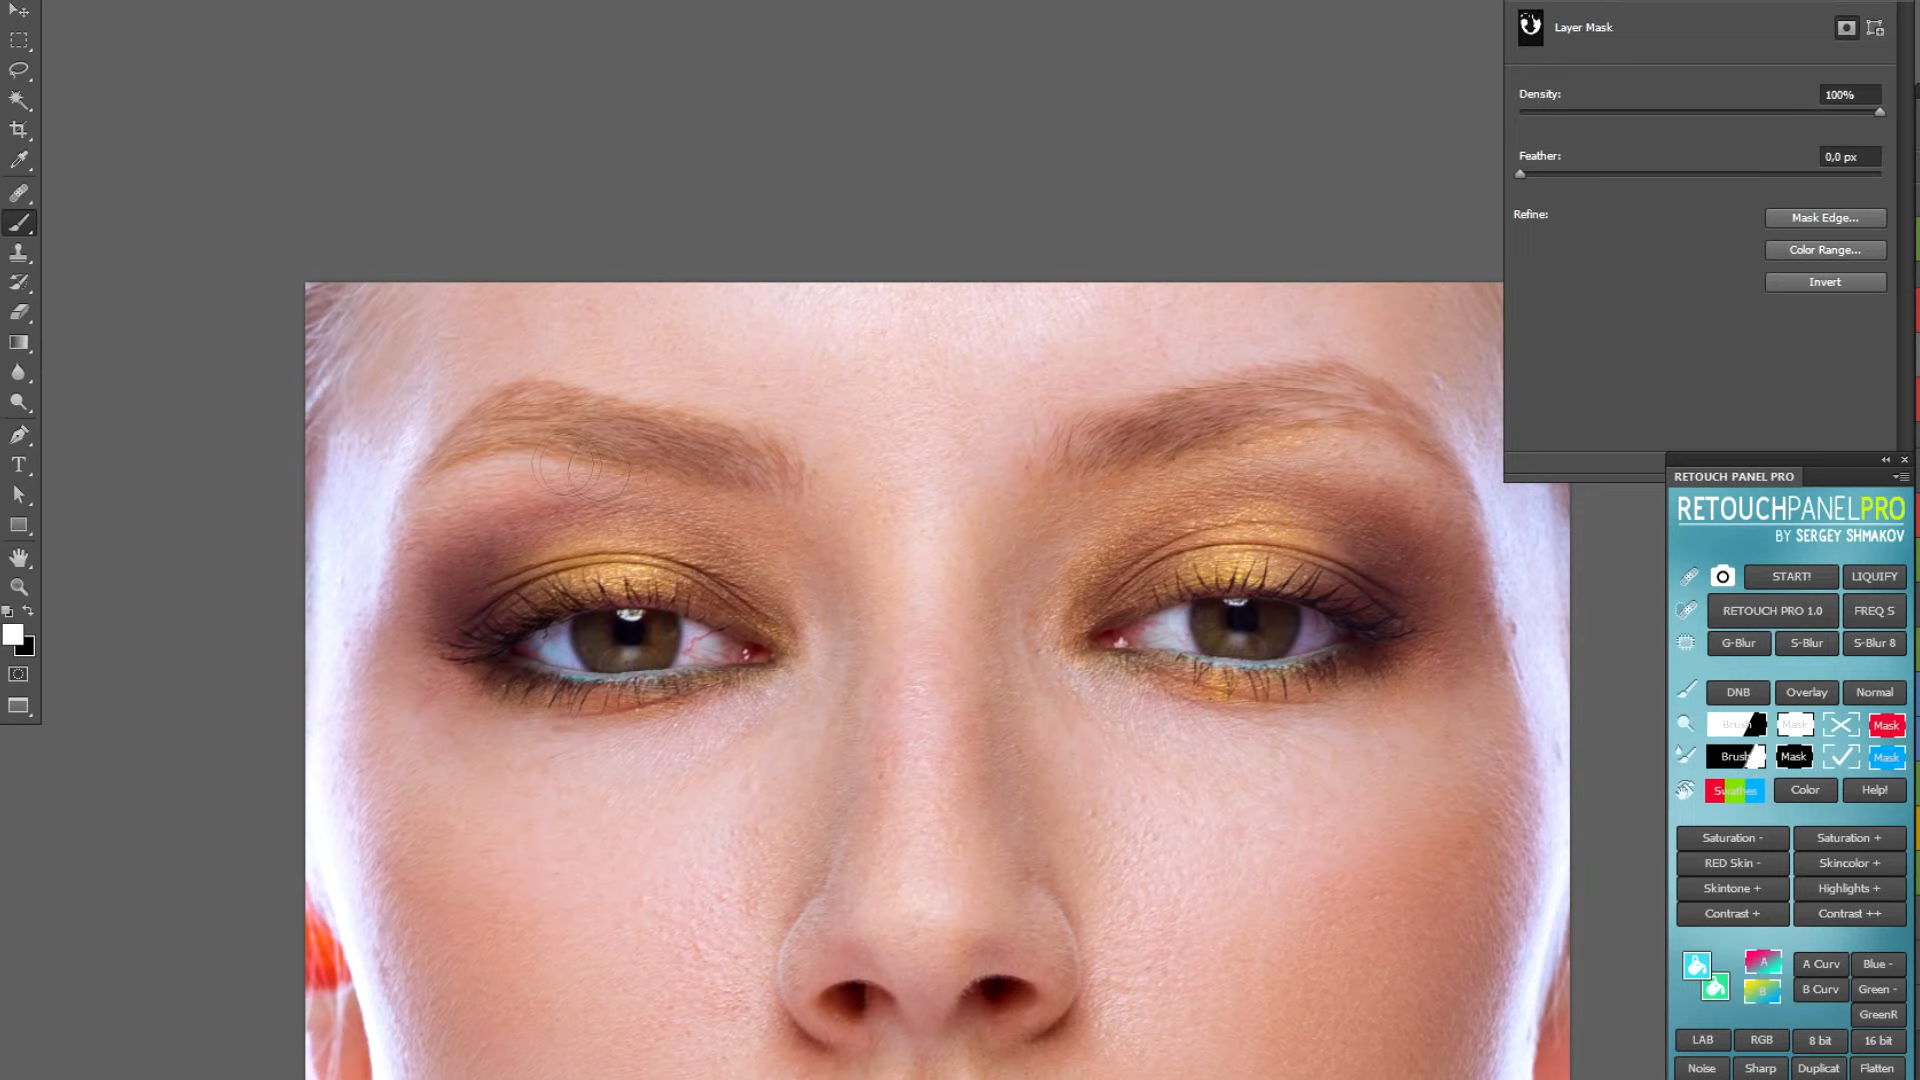 Layer Mask
Density: 100%
Feather: 0,0 px
Refine: Mask Edge...
Color Range...
Invert
RETOUCH PANEL PRO
RETOUCHPANELPRO
BY SERGEY SHMAKOV
START! LIQUIFY
RETOUCH PRO 1.0 FREQ S
G-Blur S-Blur S-Blur 8
DNB Overlay Normal
Brush Mask Mask
Brush Mask Mask
Swathes Color Help!
Saturation - Saturation +
RED Skin - Skincolor +
Skintone + Highlights +
Contrast + Contrast ++
A A Curv Blue -
B B Curv Green -
GreenR
LAB RGB 8 bit 16 bit
Noise Sharp Duplicat Flatten
T